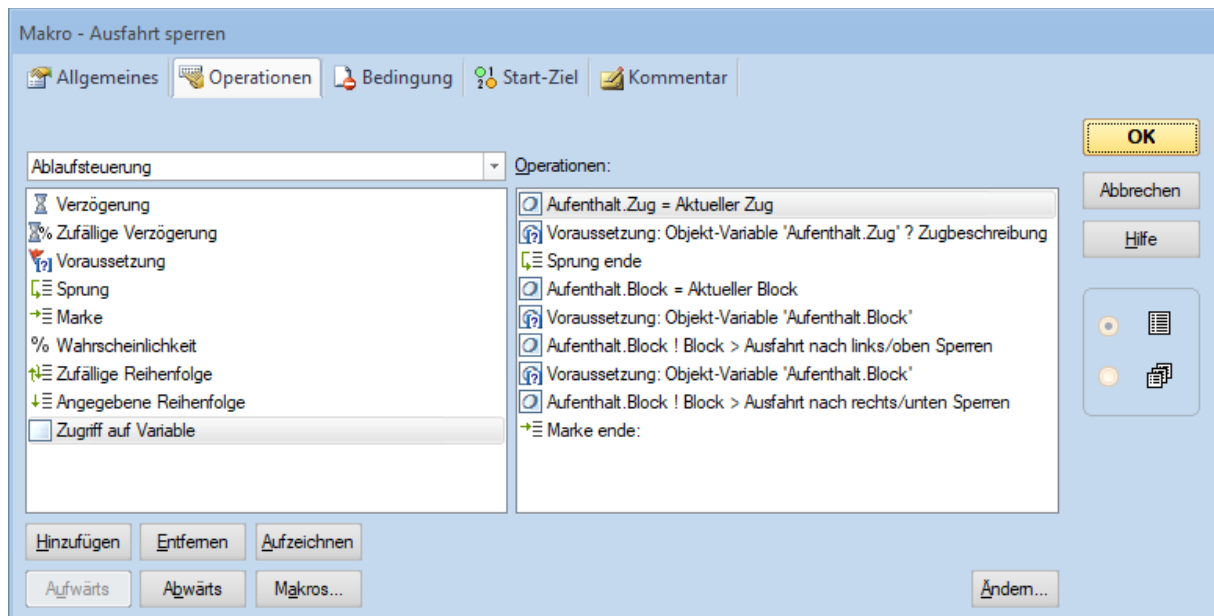 Makro - Ausfahrt sperren
Allgemeines Operationen Bedingung Start-Ziel Kommentar
Ablaufsteuerung
Verzögerung
Zufällige Verzögerung
Voraussetzung
Sprung
Marke
Wahrscheinlichkeit
Zufällige Reihenfolge
Angegebene Reihenfolge
Zugriff auf Variable
Operationen:
Aufenthalt.Zug = Aktueller Zug
Voraussetzung: Objekt-Variable 'Aufenthalt.Zug' ? Zugbeschreibung
Sprung ende
Aufenthalt.Block = Aktueller Block
Voraussetzung: Objekt-Variable 'Aufenthalt.Block'
Aufenthalt.Block ! Block > Ausfahrt nach links/oben Sperren
Voraussetzung: Objekt-Variable 'Aufenthalt.Block'
Aufenthalt.Block ! Block > Ausfahrt nach rechts/unten Sperren
Marke ende:
OK
Abbrechen
Hilfe
Hinzufügen Entfernen Aufzeichnen
Aufwärts Abwärts Makros... Ändern...